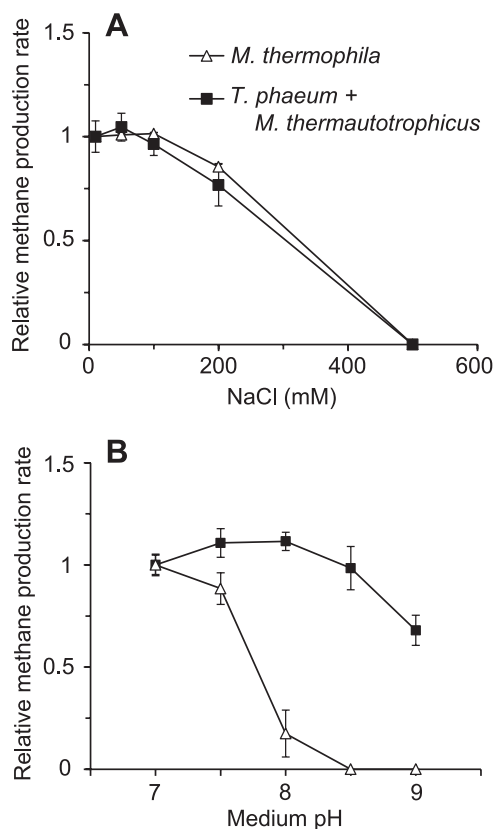 A
1.5
M. thermophila
T. phaeum +
M. thermautotrophicus
1
0.5
0
Relative methane production rate
0
200
400
600
NaCl (mM)
B
1.5
1
0.5
0
Relative methane production rate
7
8
9
Medium pH